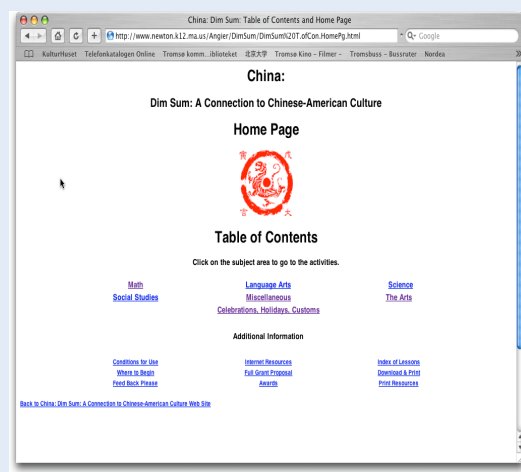 China: Dim Sum: Table of Contents and Home Page
http://www.newton.k12.ma.us/Angier/DimSum/DimSum%20T.ofCon.HomePg.html
Google
KulturHuset Telefonkatalogen Online Tromsø komm...iblioteket 北京大学 Tromsø Kino – Filmer – Tromsbuss – Bussruter Nordea
China:
Dim Sum: A Connection to Chinese-American Culture
Home Page
Table of Contents
Click on the subject area to go to the activities.
Math Language Arts Science
Social Studies Miscellaneous The Arts
Celebrations, Holidays, Customs
Additional Information
Conditions for Use Internet Resources Index of Lessons
Where to Begin Full Grant Proposal Download & Print
Feed Back Please Awards Print Resources
Back to China: Dim Sum: A Connection to Chinese-American Culture Web Site